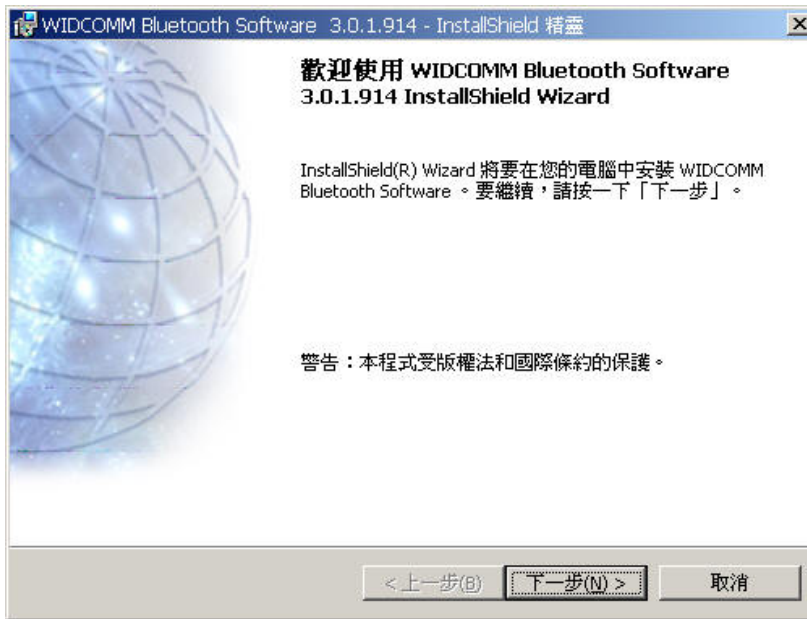 WIDCOMM Bluetooth Software 3.0.1.914 - InstallShield 精靈
歡迎使用 WIDCOMM Bluetooth Software
3.0.1.914 InstallShield Wizard
InstallShield(R) Wizard 將要在您的電腦中安裝 WIDCOMM
Bluetooth Software 。要繼續，請按一下「下一步」。
警告：本程式受版權法和國際條約的保護。
< 上一步(B) 下一步(N) > 取消